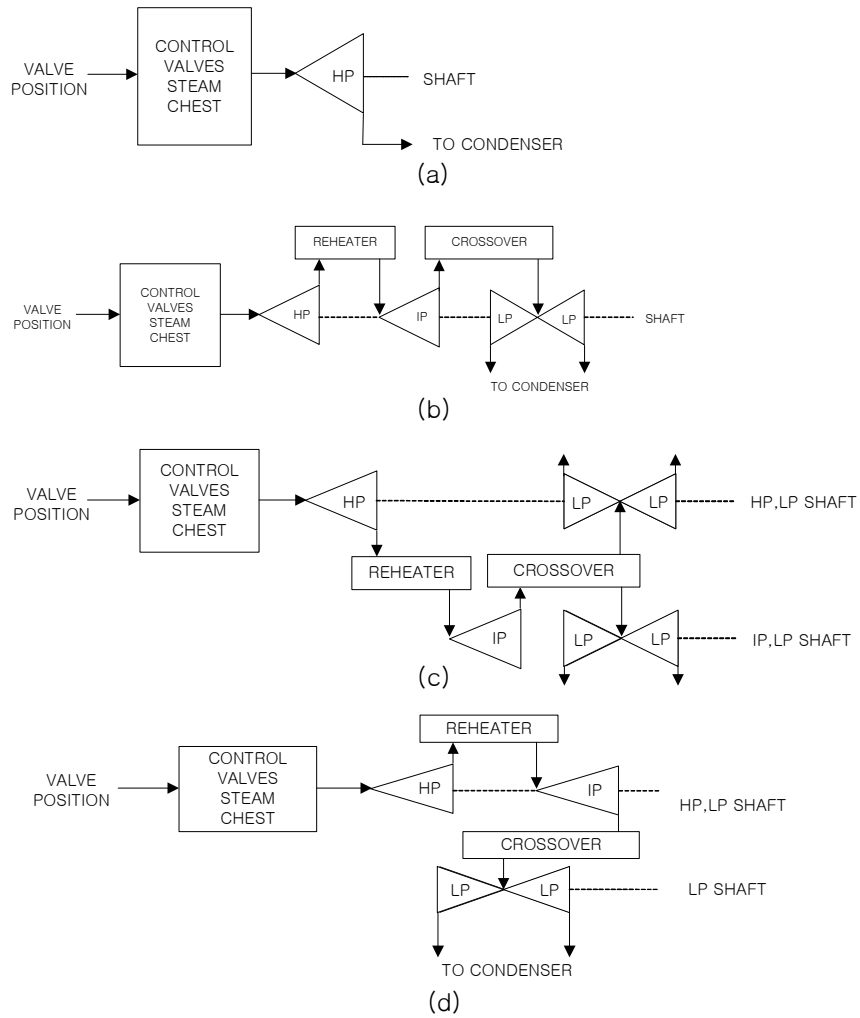 VALVE
POSITION
CONTROL
VALVES
STEAM
CHEST
HP
SHAFT
TO CONDENSER
(a)
REHEATER
CROSSOVER
VALVE
POSITION
CONTROL
VALVES
STEAM
CHEST
HP
IP
LP
LP
SHAFT
TO CONDENSER
(b)
VALVE
POSITION
CONTROL
VALVES
STEAM
CHEST
HP
LP
LP
HP,LP SHAFT
REHEATER
CROSSOVER
IP
LP
LP
IP,LP SHAFT
(c)
REHEATER
VALVE
POSITION
CONTROL
VALVES
STEAM
CHEST
HP
IP
HP,LP SHAFT
CROSSOVER
LP
LP
LP SHAFT
TO CONDENSER
(d)